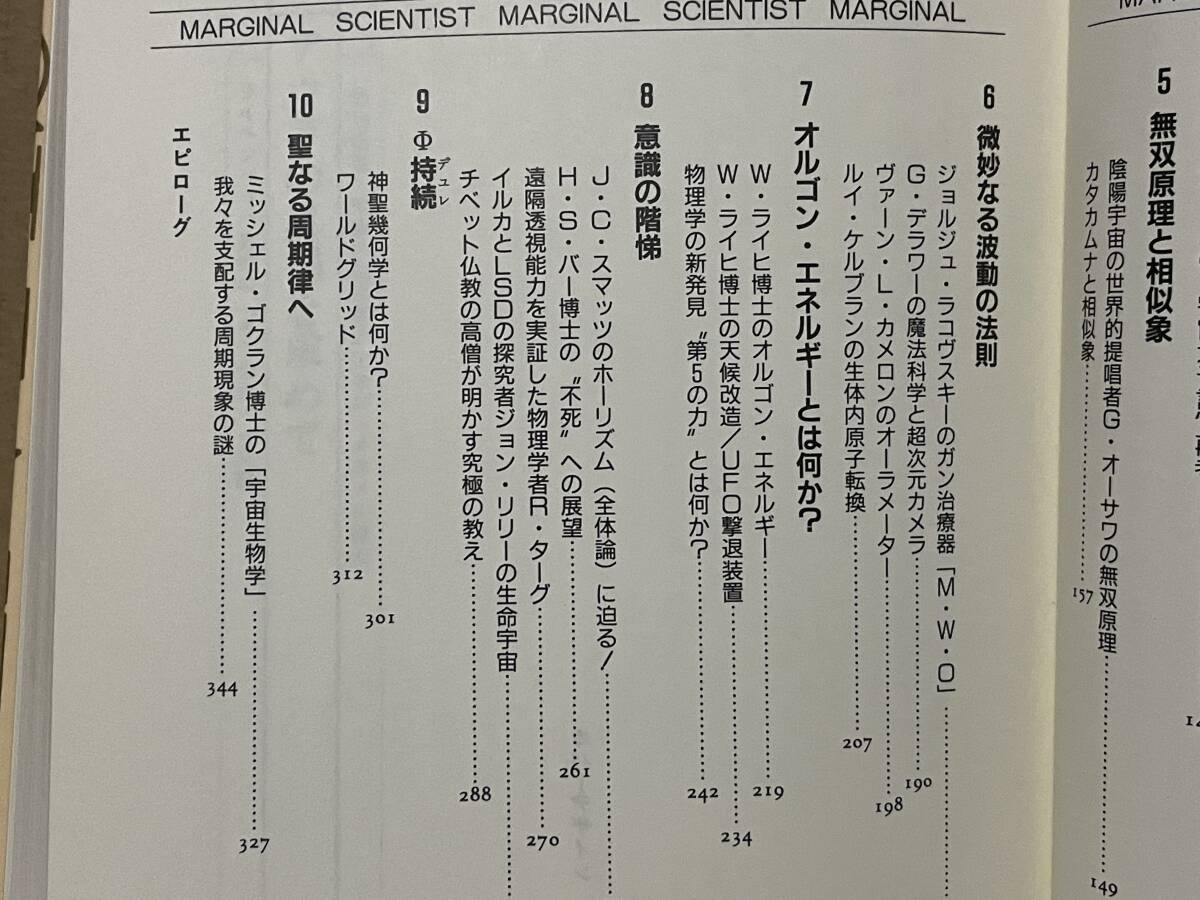 MARGINAL SCIENTIST MARGINAL SCIENTIST MARGINAL
5 無双原理と相似象
陰陽宇宙の世界的提唱者G・オーサワの無双原理……149
カタカムナと相似象……157
6 微妙なる波動の法則
ジョルジュ・ラコヴスキーのガン治療器「M・W・O」……
G・デラワーの魔法科学と超次元カメラ……190
ヴァーン・L・カメロンのオーラメーター……198
ルイ・ケルブランの生体内原子転換……207
7 オルゴン・エネルギーとは何か?
W・ライヒ博士のオルゴン・エネルギー……219
W・ライヒ博士の天候改造/UFO撃退装置……234
物理学の新発見〝第5の力〟とは何か?……242
8 意識の階悌
J・C・スマッツのホーリズム(全体論)に迫る!……
H・S・バー博士の〝不死〟への展望……261
遠隔透視能力を実証した物理学者R・ターグ……270
イルカとLSDの探究者ジョン・リリーの生命宇宙……
チベット仏教の高僧が明かす究極の教え……288
9 Φ持続
デュレ
神聖幾何学とは何か?……301
ワールドグリッド……312
10 聖なる周期律へ
ミッシェル・ゴクラン博士の「宇宙生物学」……327
我々を支配する周期現象の謎……344
エピローグ